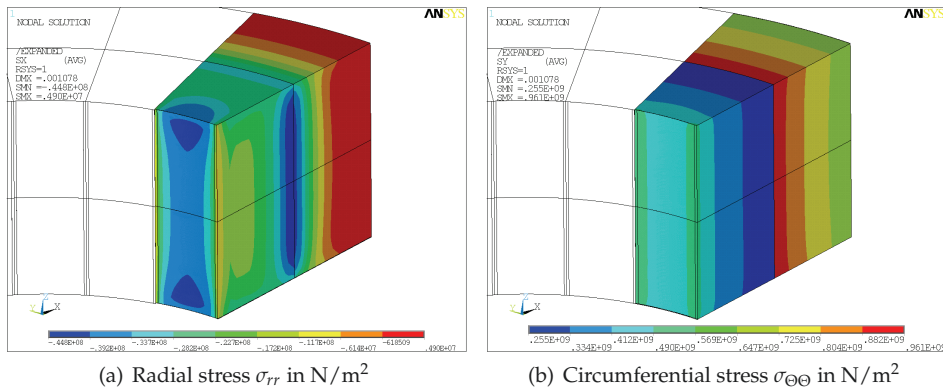 1
NODAL SOLUTION
ANSYS
/EXPANDED
SX (AVG)
RSYS=1
DMX =.001078
SMN =-.448E+08
SMX =.490E+07
Z
Y X
-.448E+08 -.337E+08 -.227E+08 -.117E+08 -618509
-.392E+08 -.282E+08 -.172E+08 -.614E+07 .490E+07
(a) Radial stress σrr in N/m²
1
NODAL SOLUTION
ANSYS
/EXPANDED
SY (AVG)
RSYS=1
DMX =.001078
SMN =.255E+09
SMX =.961E+09
Z
Y X
.255E+09 .412E+09 .569E+09 .725E+09 .882E+09
.334E+09 .490E+09 .647E+09 .804E+09 .961E+09
(b) Circumferential stress σΘΘ in N/m²